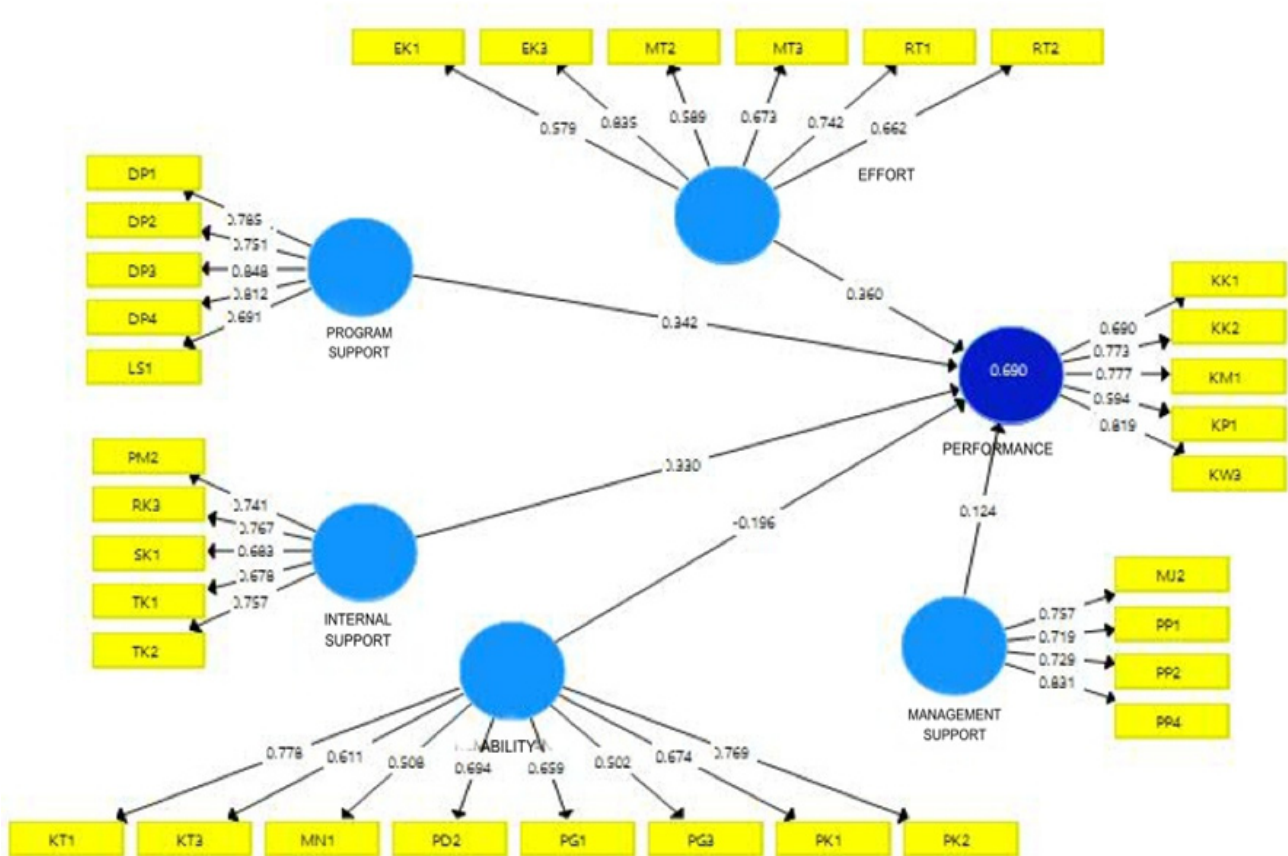 EK1 EK3 MT2 MT3 RT1 RT2
0.579 0.835 0.589 0.673 0.742 0.662
EFFORT
DP1
DP2
DP3
DP4
LS1
0.785
0.751
0.848
0.812
0.691
PROGRAM
SUPPORT
0.342
0.360
0.690
PERFORMANCE
KK1
KK2
KM1
KP1
KW3
0.690
0.773
0.777
0.594
0.819
PM2
RK3
SK1
TK1
TK2
0.741
0.767
0.683
0.678
0.757
INTERNAL
SUPPORT
0.330
-0.196
0.124
MJ2
PP1
PP2
PP4
0.757
0.719
0.729
0.831
MANAGEMENT
SUPPORT
ABILITY
0.778 0.611 0.508 0.694 0.659 0.502 0.674 0.769
KT1 KT3 MN1 PD2 PG1 PG3 PK1 PK2